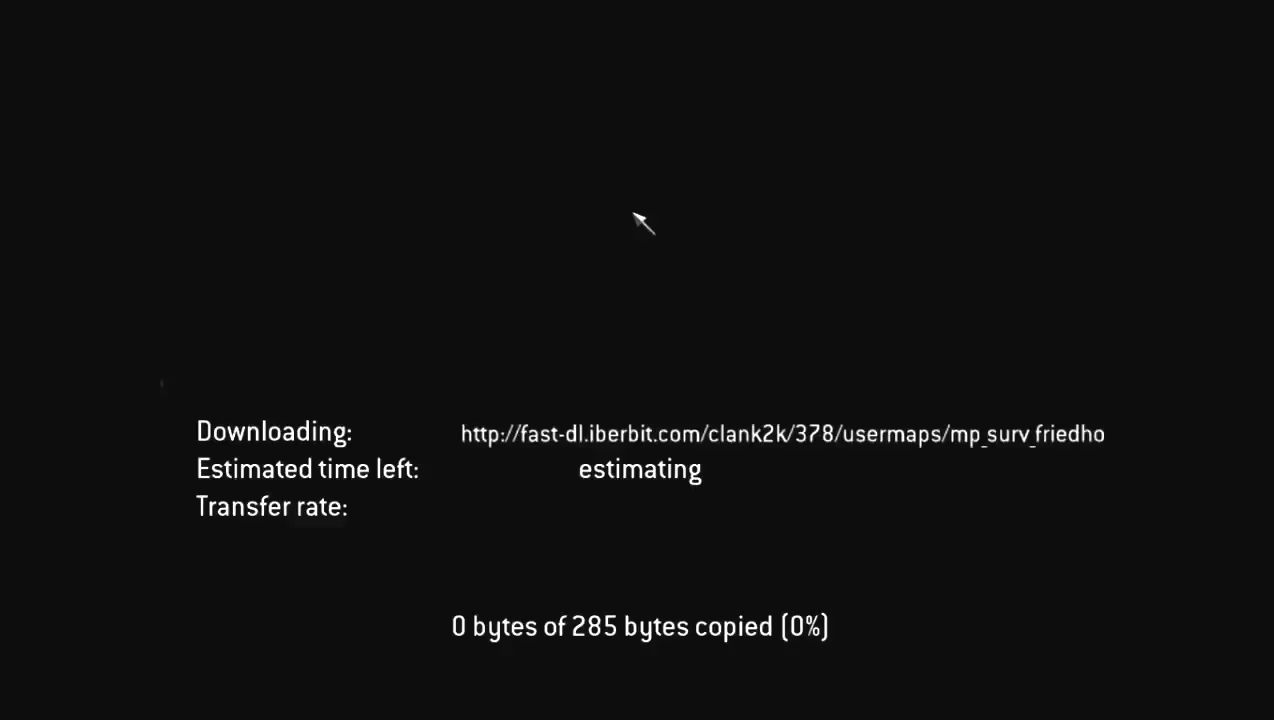 Downloading: http://fast-dl.iberbit.com/clank2k/378/usermaps/mp_surv_friedho
Estimated time left: estimating
Transfer rate:
0 bytes of 285 bytes copied (0%)